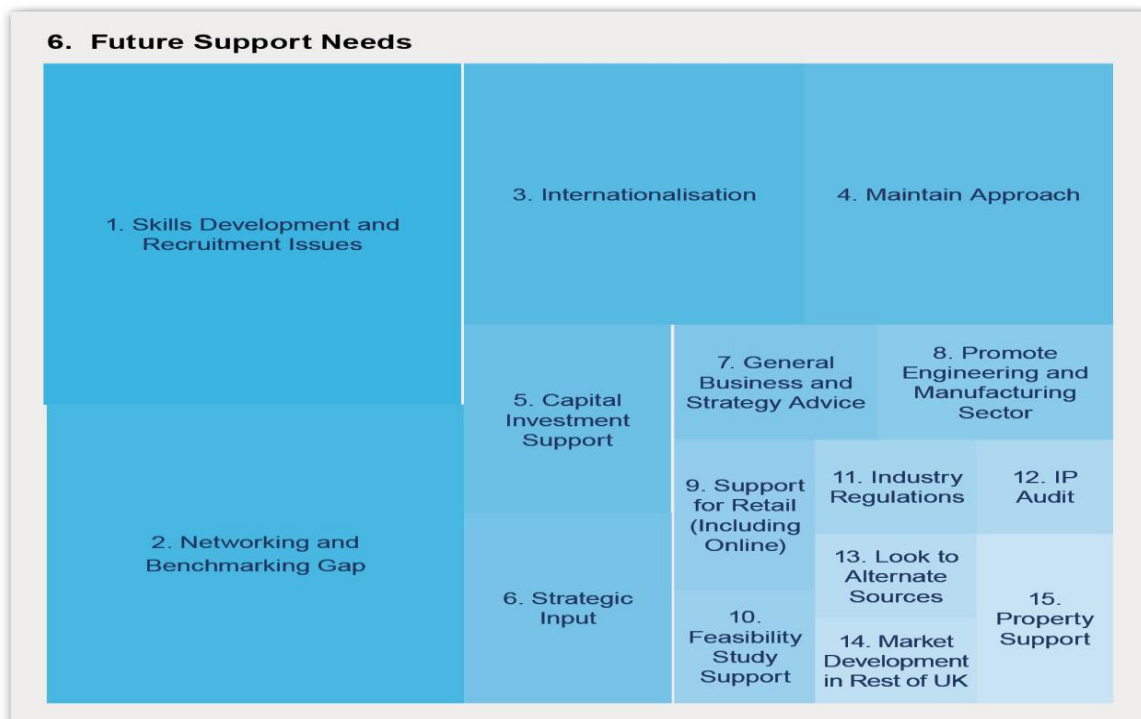 6. Future Support Needs
1. Skills Development and
Recruitment Issues
2. Networking and
Benchmarking Gap
3. Internationalisation
4. Maintain Approach
5. Capital
Investment
Support
6. Strategic
Input
7. General
Business and
Strategy Advice
8. Promote
Engineering and
Manufacturing
Sector
9. Support
for Retail
(Including
Online)
10.
Feasibility
Study
Support
11. Industry
Regulations
12. IP
Audit
13. Look to
Alternate
Sources
14. Market
Development
in Rest of UK
15.
Property
Support